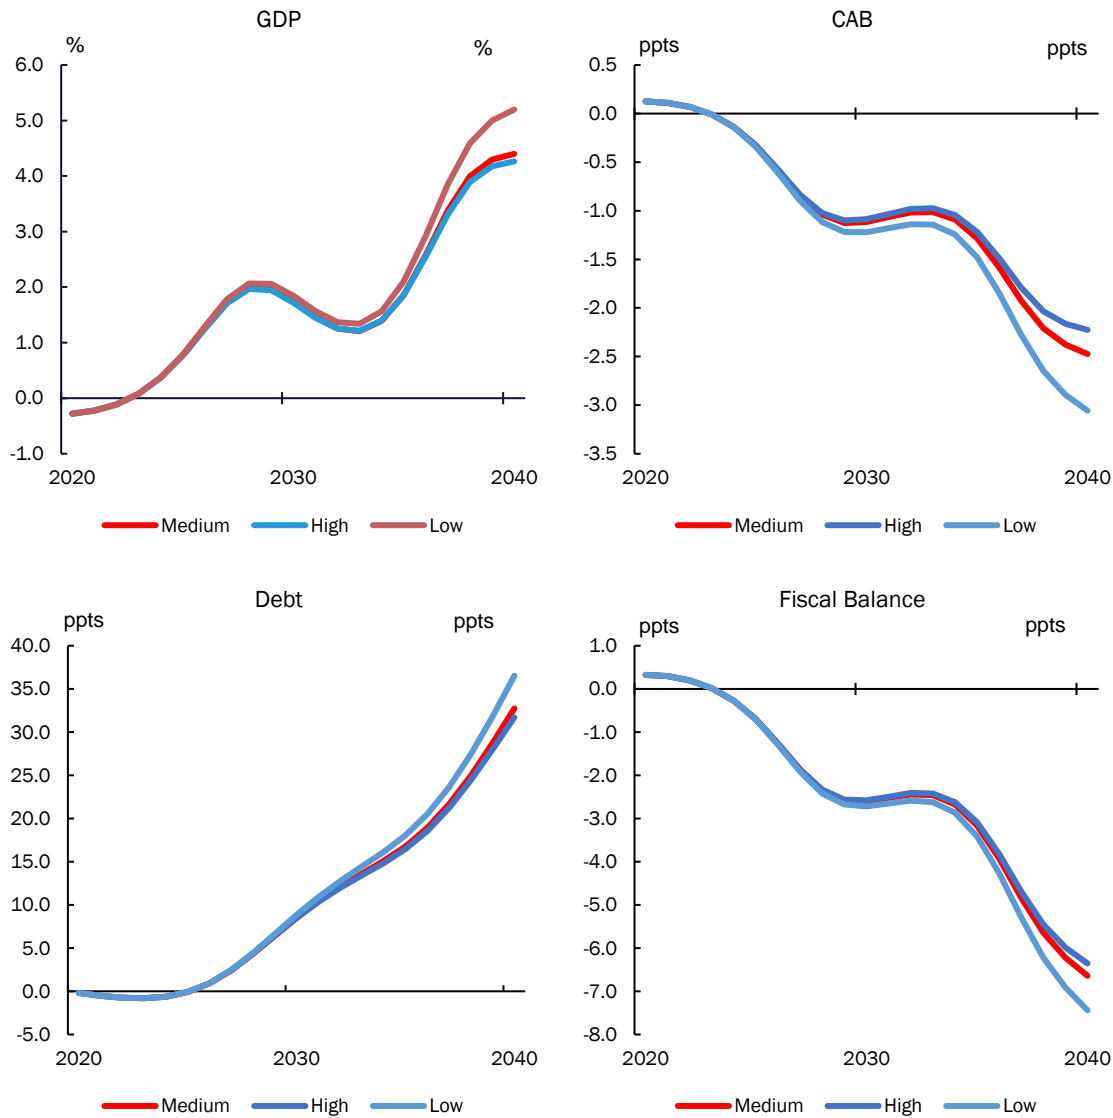 GDP
% %
6.0
5.0
4.0
3.0
2.0
1.0
0.0
-1.0
2020 2030 2040
Medium High Low
CAB
ppts ppts
0.5
0.0
-0.5
-1.0
-1.5
-2.0
-2.5
-3.0
-3.5
2020 2030 2040
Medium High Low
Debt
ppts ppts
40.0
35.0
30.0
25.0
20.0
15.0
10.0
5.0
0.0
-5.0
2020 2030 2040
Medium High Low
Fiscal Balance
ppts ppts
1.0
0.0
-1.0
-2.0
-3.0
-4.0
-5.0
-6.0
-7.0
-8.0
2020 2030 2040
Medium High Low